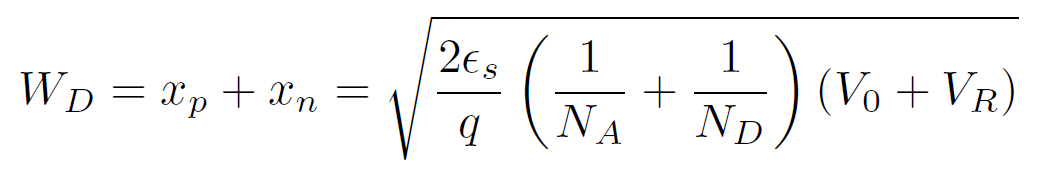 W_D = x_p + x_n = \sqrt{\frac{2\epsilon_s}{q} \left( \frac{1}{N_A} + \frac{1}{N_D} \right) (V_0 + V_R)}